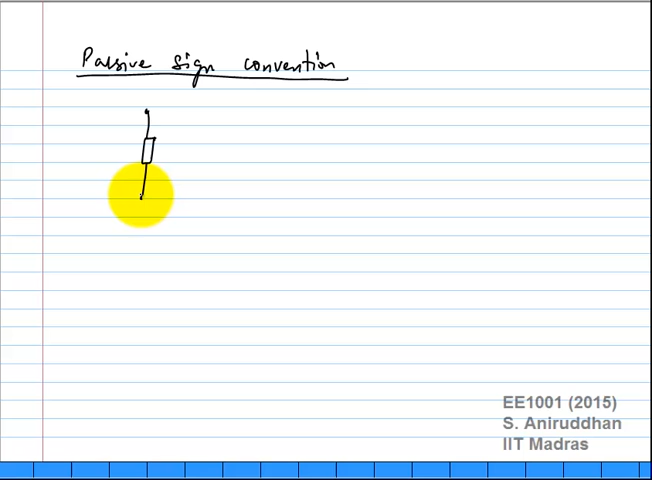 Passive sign convention
EE1001 (2015)
S. Aniruddhan
IIT Madras